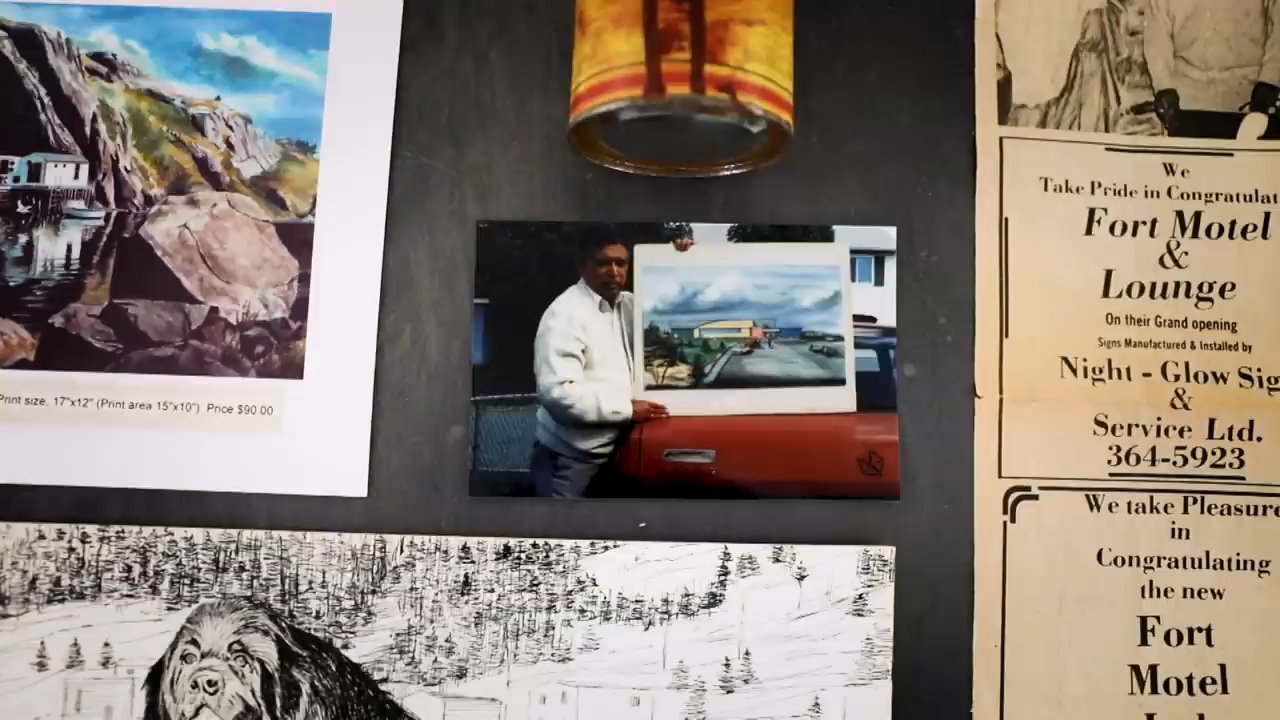 Print size, 17"x12" (Print area 15"x10") Price $90.00
We
Take Pride in Congratulat
Fort Motel
&
Lounge
On their Grand opening
Signs Manufactured & Installed by
Night - Glow Sig
&
Service Ltd.
364-5923
We take Pleasure
in
Congratulating
the new
Fort
Motel